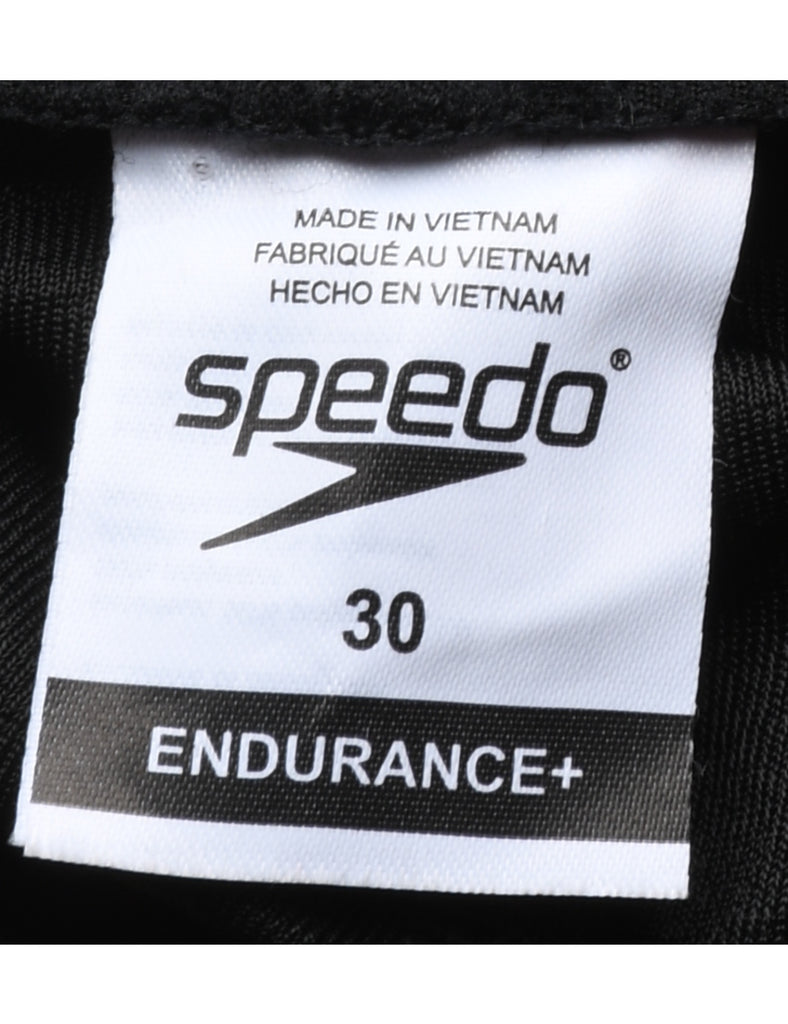 MADE IN VIETNAM
FABRIQUÉ AU VIETNAM
HECHO EN VIETNAM
speedo®
30
ENDURANCE+